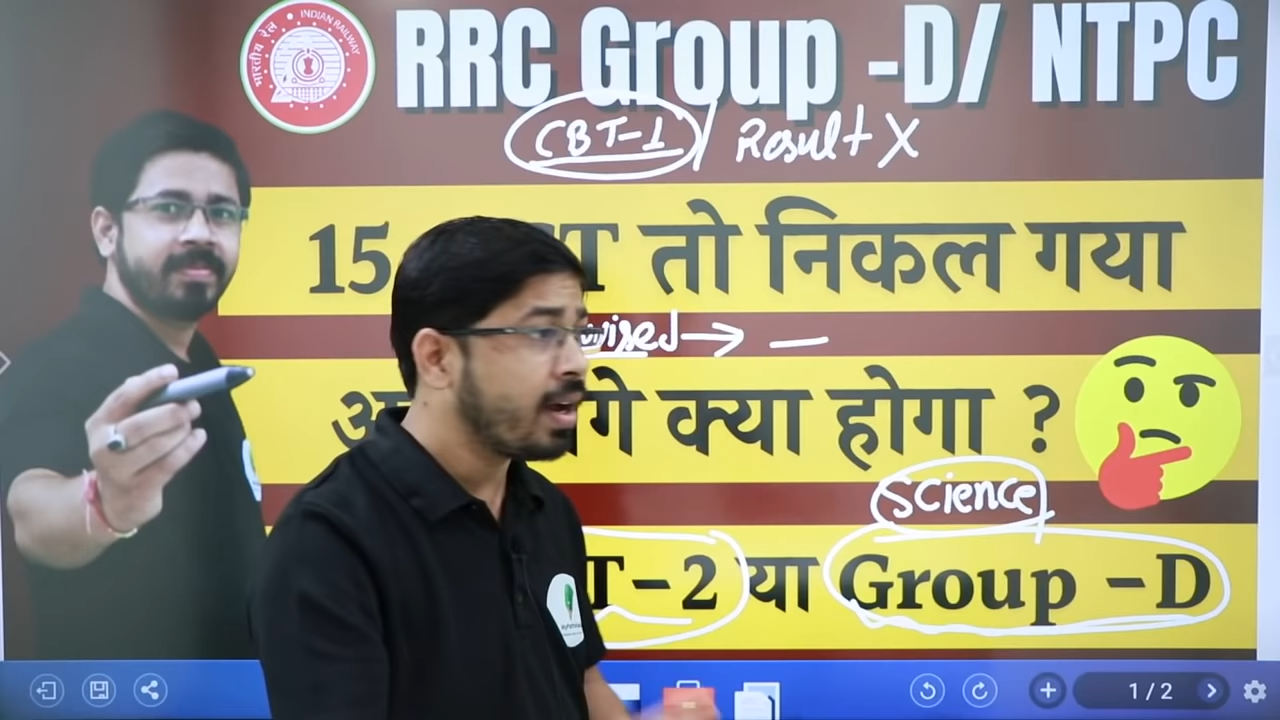 भारतीय रेल INDIAN RAILWAY
RRC Group -D/ NTPC
CBT-1 / Result X
15 तो निकल गया
क्या होगा ?
Science
T-2 या Group -D
1 / 2